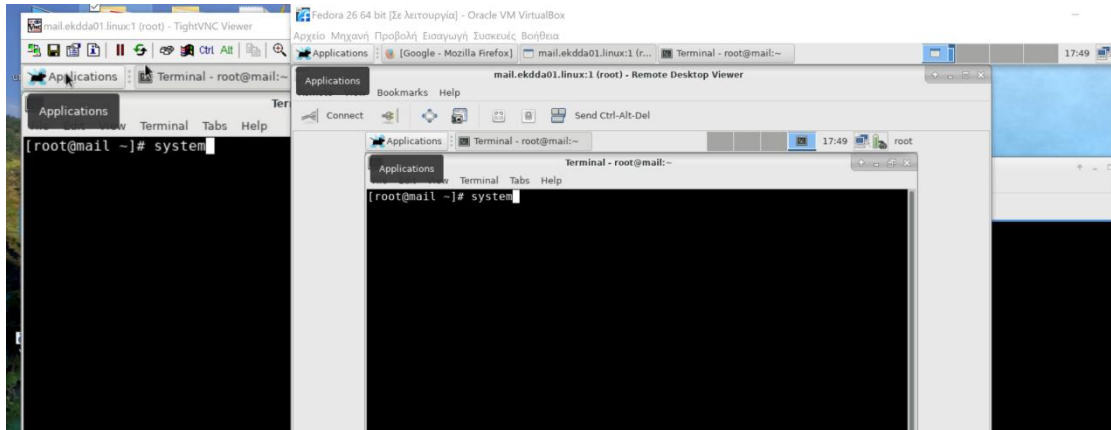 mail.ekdda01.linux:1 (root) - TightVNC Viewer
Ctrl Alt
Applications
Terminal - root@mail:~
Applications
Ter
Terminal Tabs Help
[root@mail ~]# system
Fedora 26 64 bit [Σε λειτουργία] - Oracle VM VirtualBox
Αρχείο Μηχανή Προβολή Εισαγωγή Συσκευές Βοήθεια
Applications
[Google - Mozilla Firefox]
mail.ekdda01.linux:1 (r...
Terminal - root@mail:~
17:49
Applications
mail.ekdda01.linux:1 (root) - Remote Desktop Viewer
Bookmarks Help
Connect
Send Ctrl-Alt-Del
Applications
Terminal - root@mail:~
17:49
root
Applications
Terminal - root@mail:~
Terminal Tabs Help
[root@mail ~]# system